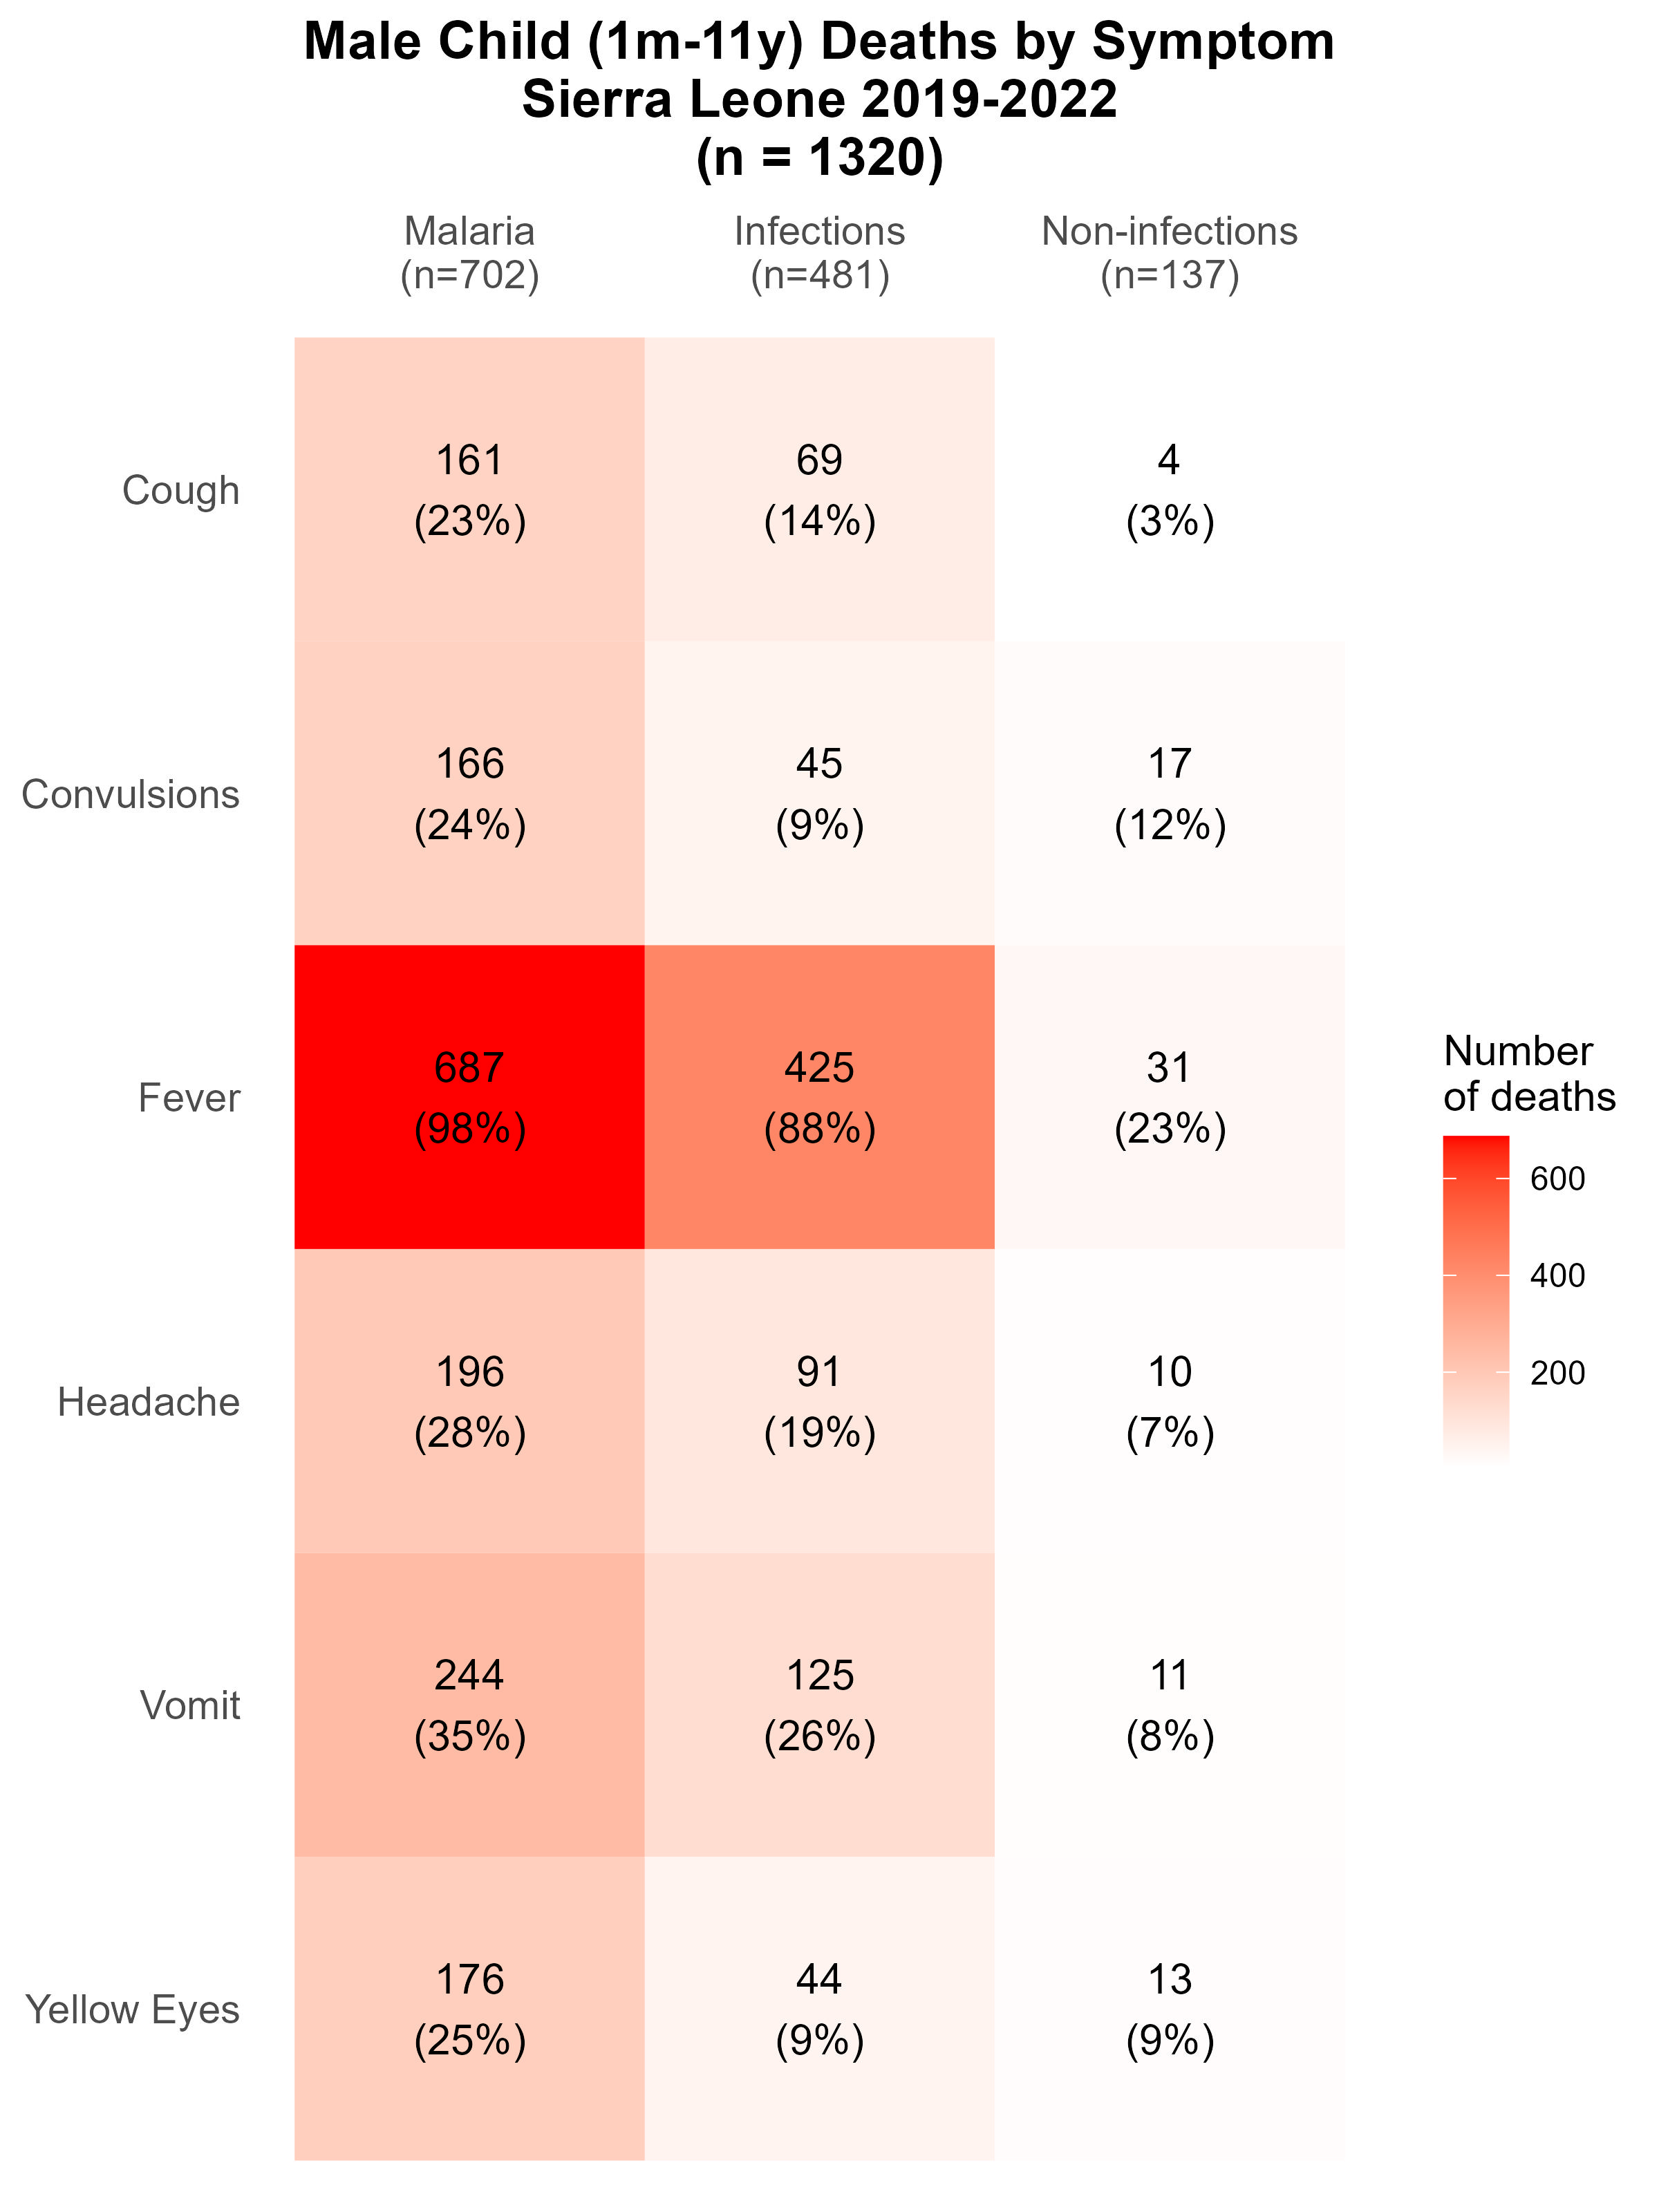 Male Child (1m-11y) Deaths by Symptom
Sierra Leone 2019-2022
(n = 1320)
Malaria Infections Non-infections
(n=702) (n=481) (n=137)
161 69 4
Cough
(23%) (14%) (3%)
166 45 17
Convulsions
(24%) (9%) (12%)
687 425 31
Fever
(98%) (88%) (23%)
196 91 10
Headache
(28%) (19%) (7%)
244 125 11
Vomit
(35%) (26%) (8%)
176 44 13
Yellow Eyes
(25%) (9%) (9%)
Number
of deaths
600
400
200